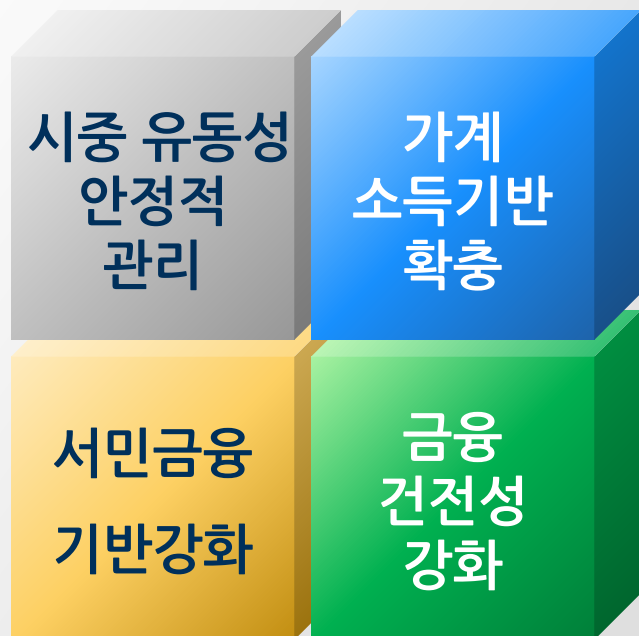 시중 유동성
안정적
관리
가계
소득기반
확충
서민금융
기반강화
금융
건전성
강화